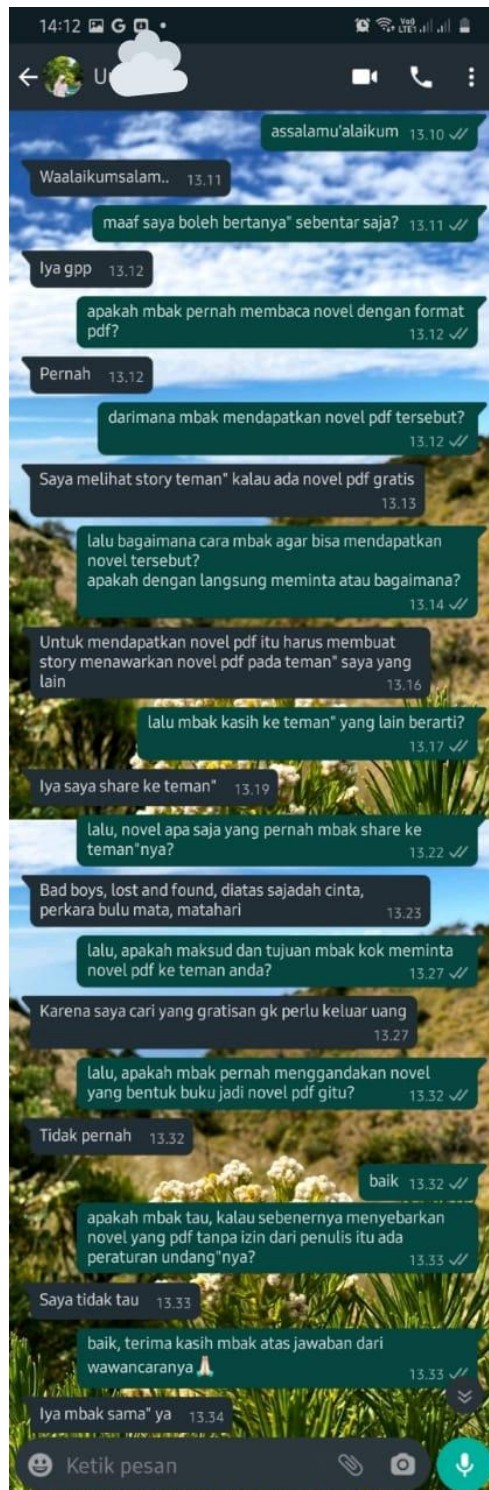 14:12 G
U
assalamu'alaikum 13.10
Waalaikumsalam.. 13.11
maaf saya boleh bertanya" sebentar saja? 13.11
Iya gpp 13.12
apakah mbak pernah membaca novel dengan format
pdf? 13.12
Pernah 13.12
darimana mbak mendapatkan novel pdf tersebut?
13.12
Saya melihat story teman" kalau ada novel pdf gratis
13.13
lalu bagaimana cara mbak agar bisa mendapatkan
novel tersebut?
apakah dengan langsung meminta atau bagaimana?
13.14
Untuk mendapatkan novel pdf itu harus membuat
story menawarkan novel pdf pada teman" saya yang
lain 13.16
lalu mbak kasih ke teman" yang lain berarti?
13.17
Iya saya share ke teman" 13.19
lalu, novel apa saja yang pernah mbak share ke
teman"nya? 13.22
Bad boys, lost and found, diatas sajadah cinta,
perkara bulu mata, matahari 13.23
lalu, apakah maksud dan tujuan mbak kok meminta
novel pdf ke teman anda? 13.27
Karena saya cari yang gratisan gk perlu keluar uang
13.27
lalu, apakah mbak pernah menggandakan novel
yang bentuk buku jadi novel pdf gitu? 13.32
Tidak pernah 13.32
baik 13.32
apakah mbak tau, kalau sebenernya menyebarkan
novel yang pdf tanpa izin dari penulis itu ada
peraturan undang"nya? 13.33
Saya tidak tau 13.33
baik, terima kasih mbak atas jawaban dari
wawancaranya 🙏🏻 13.33
Iya mbak sama" ya 13.34
Ketik pesan